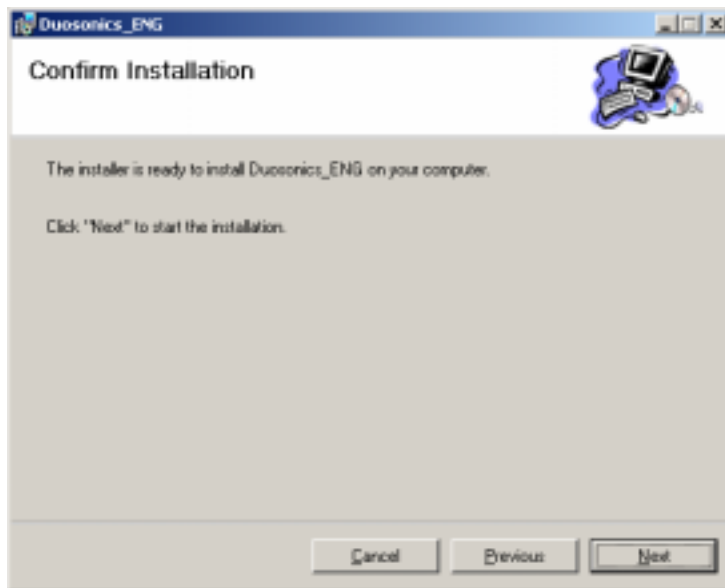 Duosonics_ENG
Confirm Installation
The installer is ready to install Duosonics_ENG on your computer.
Click "Next" to start the installation.
Cancel Previous Next